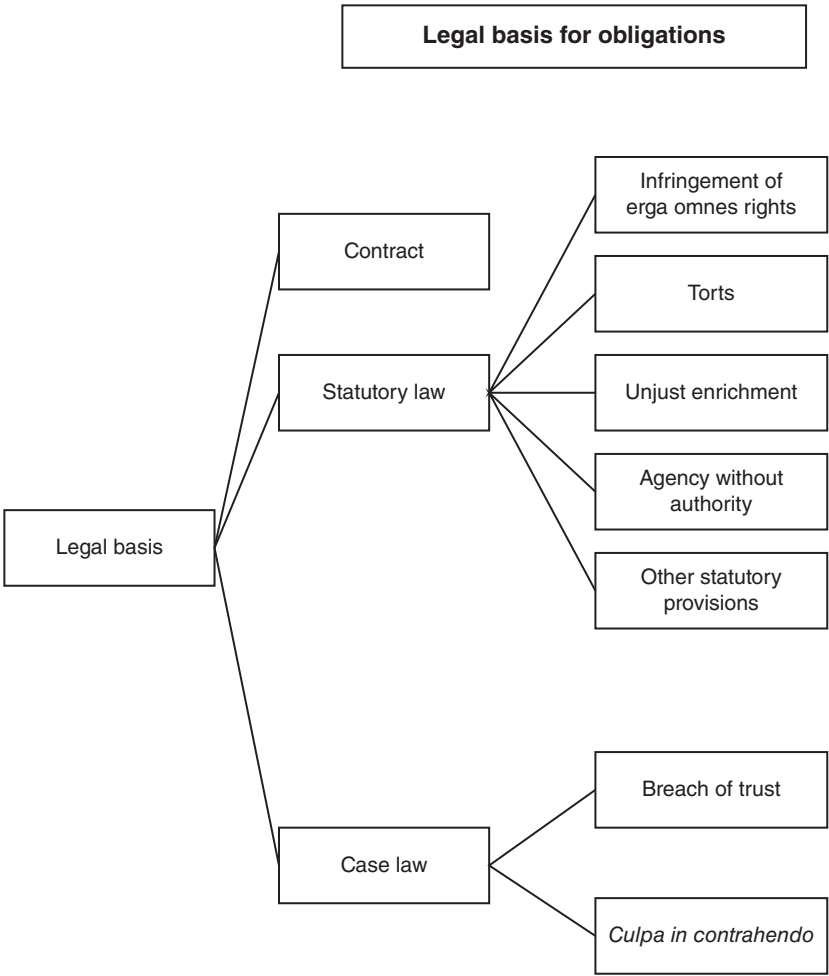 Legal basis for obligations
Infringement of
erga omnes rights
Contract
Torts
Statutory law
Unjust enrichment
Agency without
authority
Legal basis
Other statutory
provisions
Breach of trust
Case law
Culpa in contrahendo